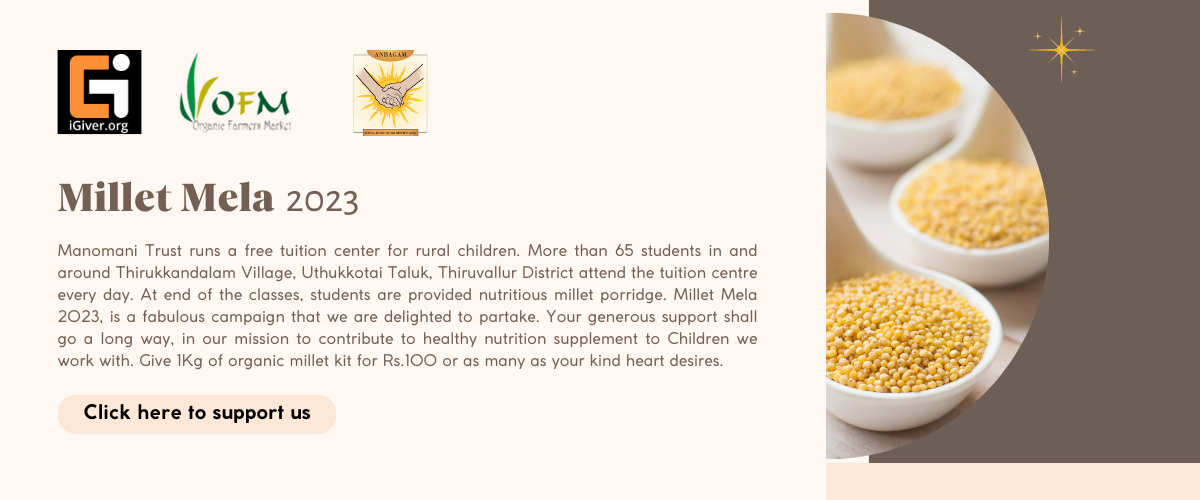 iGiver.org
OFM
Organic Farmers Market
ANBAGAM
Millet Mela 2023
Manomani Trust runs a free tuition center for rural children. More than 65 students in and
around Thirukkandalam Village, Uthukkotai Taluk, Thiruvallur District attend the tuition centre
every day. At end of the classes, students are provided nutritious millet porridge. Millet Mela
2023, is a fabulous campaign that we are delighted to partake. Your generous support shall
go a long way, in our mission to contribute to healthy nutrition supplement to Children we
work with. Give 1Kg of organic millet kit for Rs.100 or as many as your kind heart desires.
Click here to support us